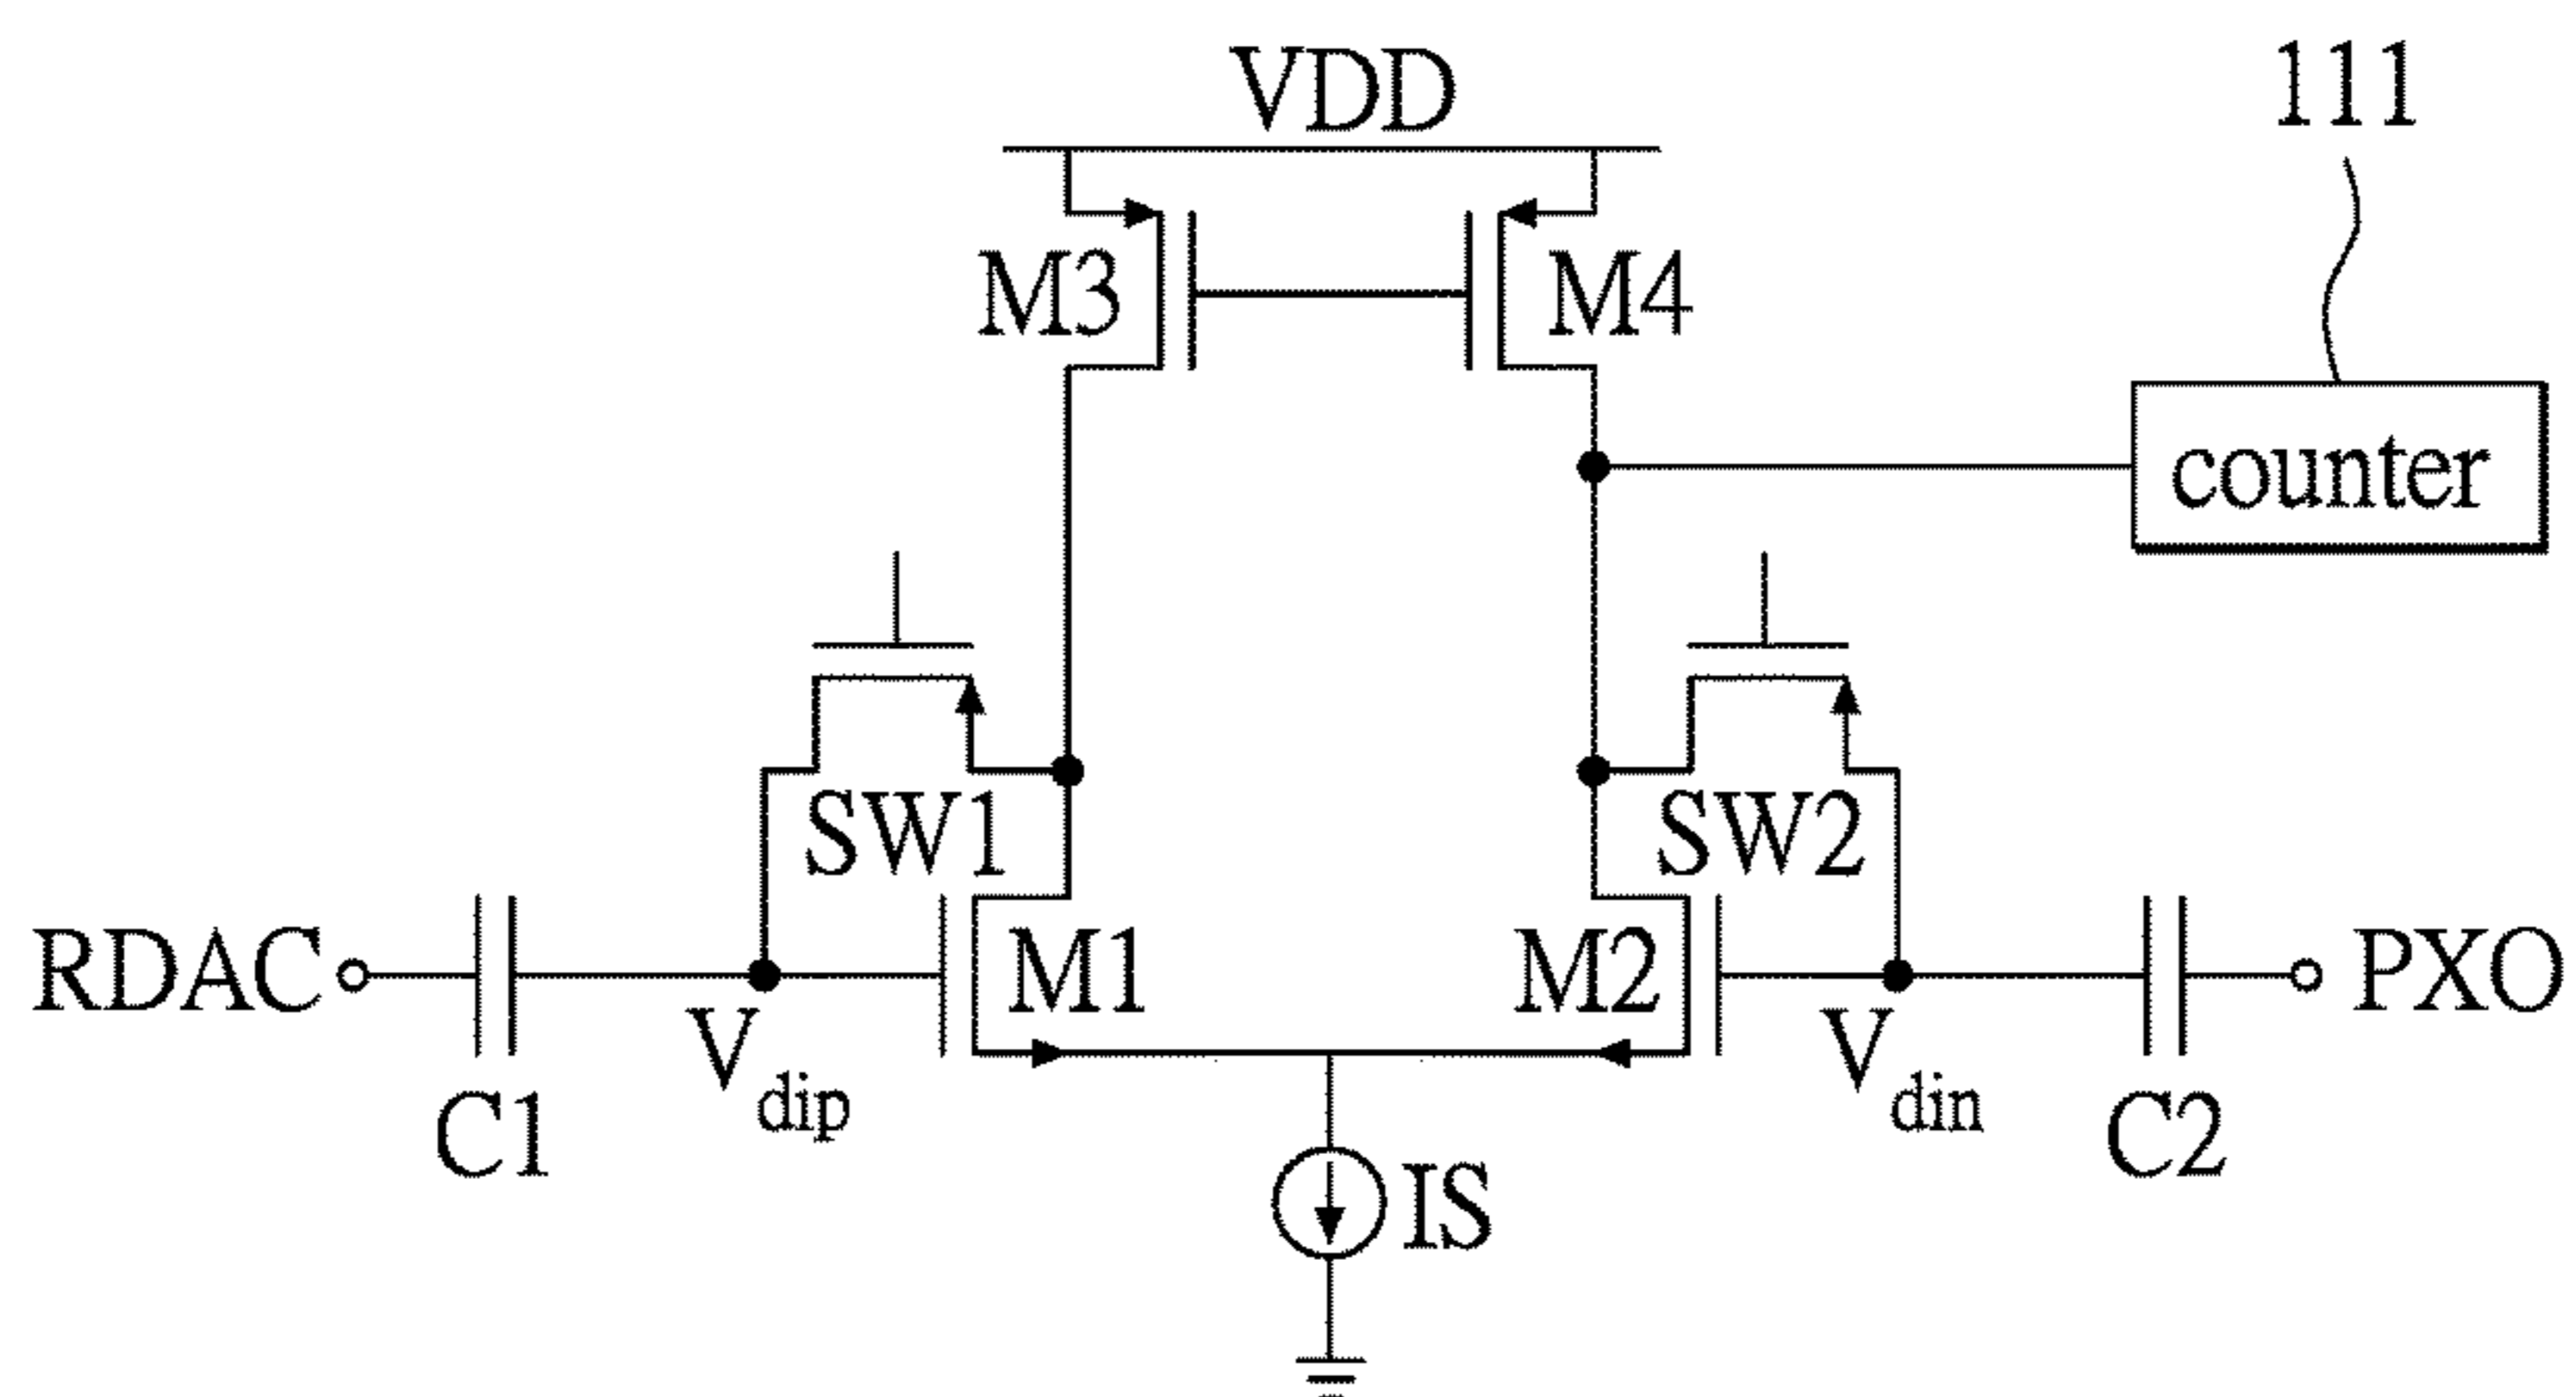 VDD
111
M3
M4
counter
SW1
SW2
RDAC
M1
M2
PXO
Vdip
Vdin
C1
C2
IS